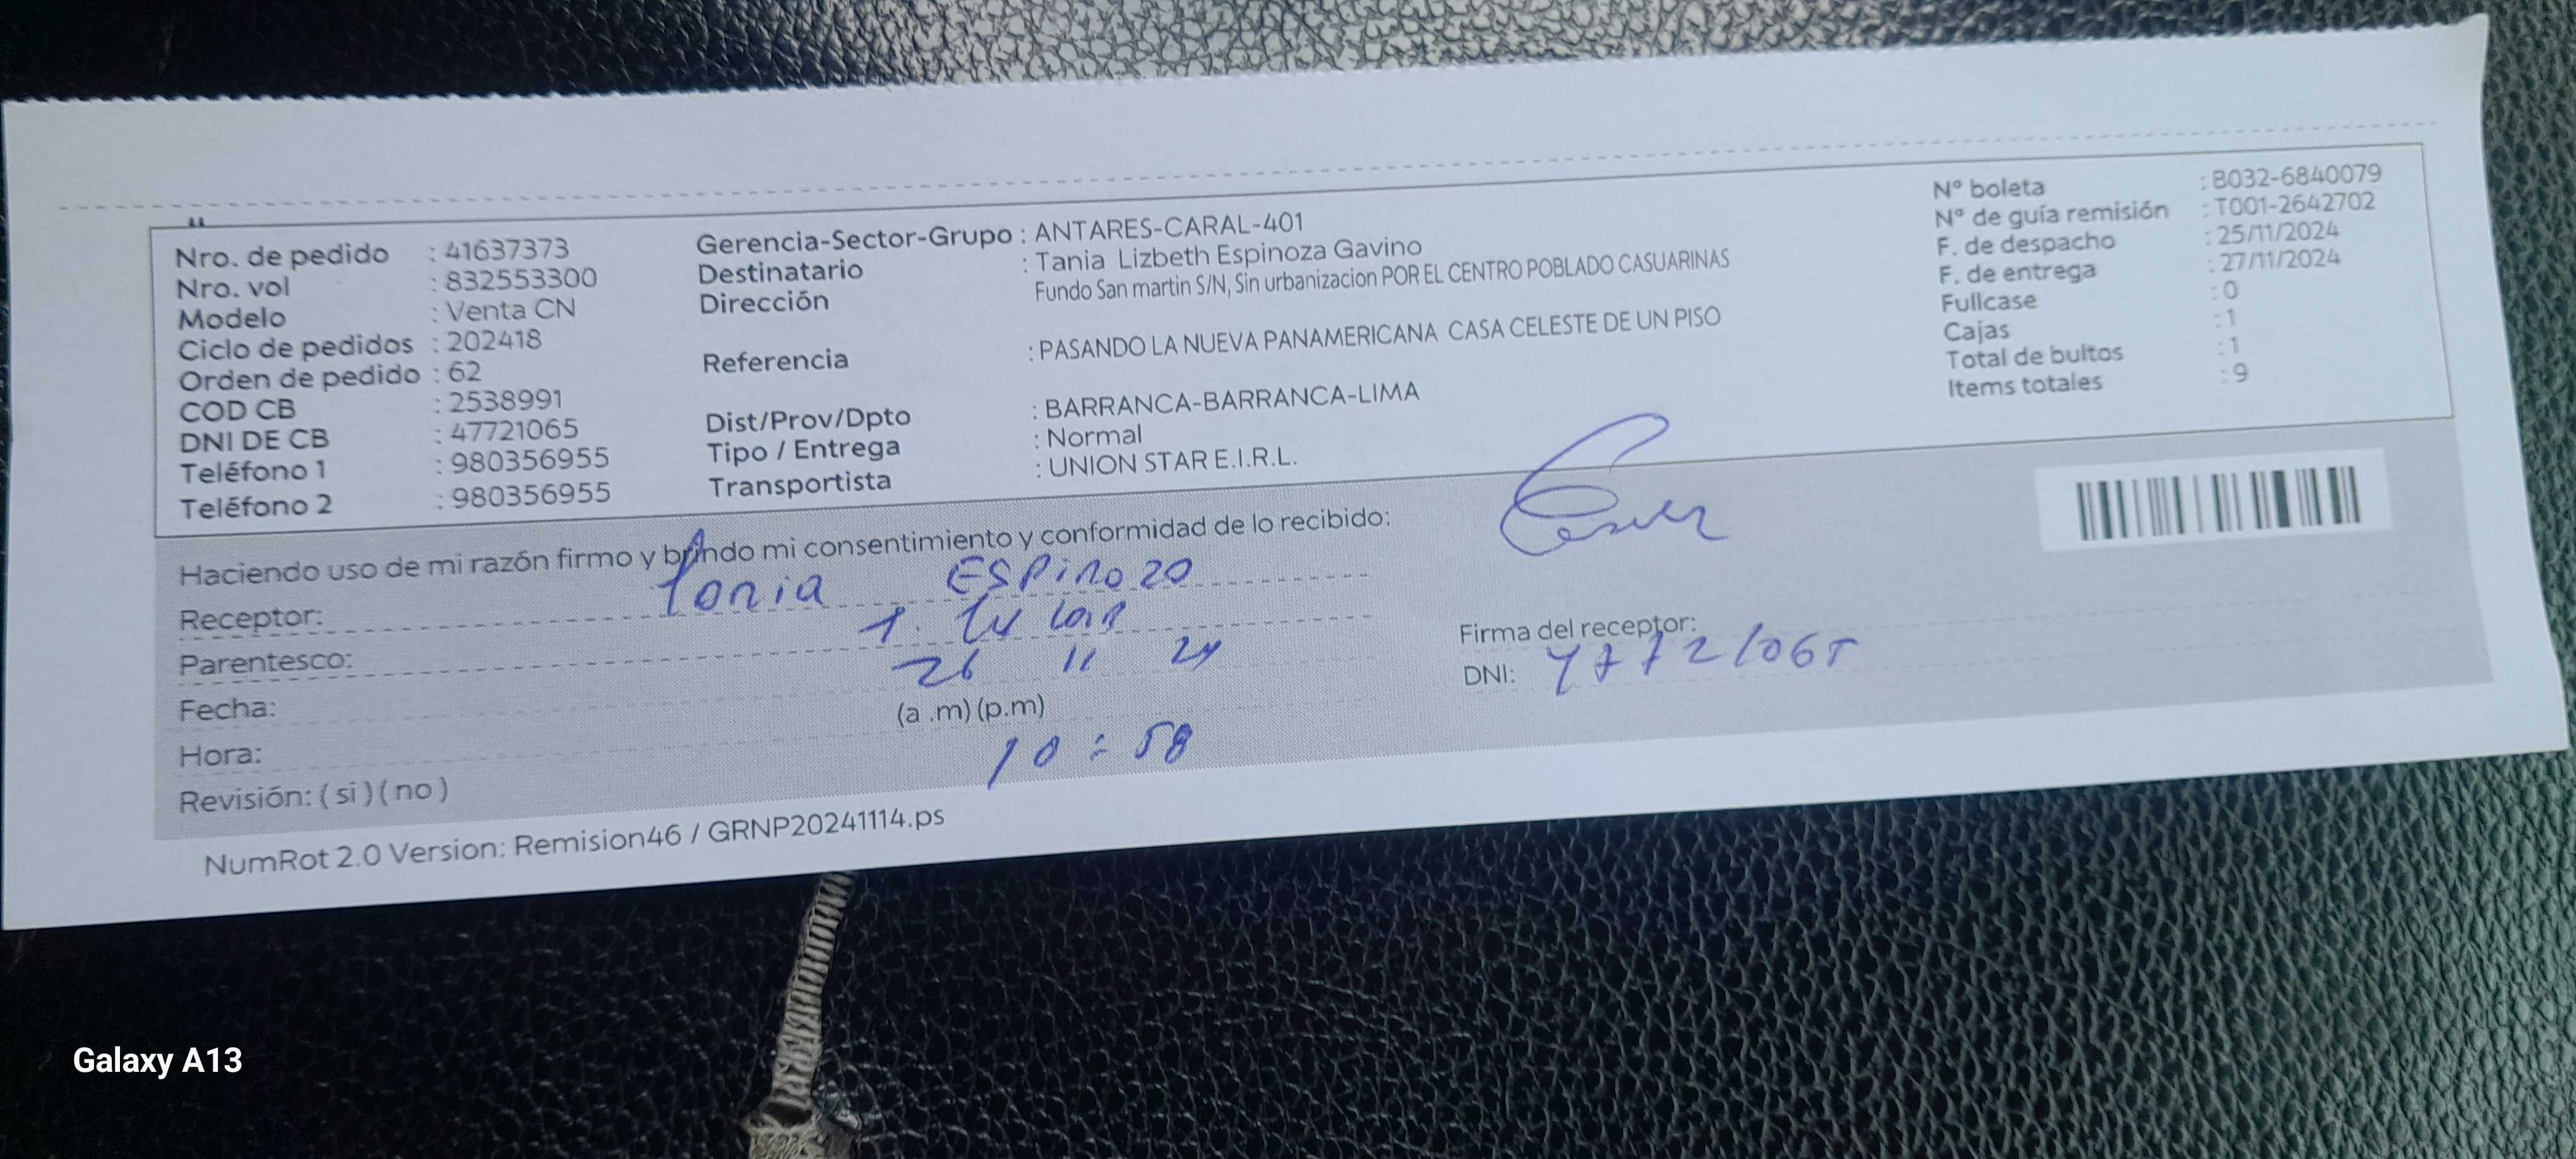 Nro. de pedido : 41637373
Nro. vol : 832553300
Modelo : Venta CN
Ciclo de pedidos : 202418
Orden de pedido : 62
COD CB : 2538991
DNI DE CB : 47721065
Teléfono 1 : 980356955
Teléfono 2 : 980356955
Gerencia-Sector-Grupo : ANTARES-CARAL-401
Destinatario : Tania Lizbeth Espinoza Gavino
Dirección Fundo San martin S/N, Sin urbanizacion POR EL CENTRO POBLADO CASUARINAS
Referencia : PASANDO LA NUEVA PANAMERICANA CASA CELESTE DE UN PISO
Dist/Prov/Dpto : BARRANCA-BARRANCA-LIMA
Tipo / Entrega : Normal
Transportista : UNION STAR E.I.R.L.
N° boleta : B032-6840079
N° de guía remisión : T001-2642702
F. de despacho : 25/11/2024
F. de entrega : 27/11/2024
Fullcase : 0
Cajas : 1
Total de bultos : 1
Items totales : 9
Haciendo uso de mi razón firmo y brindo mi consentimiento y conformidad de lo recibido:
Receptor: Tania Espinoza
Parentesco: Titular
Fecha: 26 11 24
(a .m) (p.m)
Hora: 10 : 58
Revisión: ( si ) ( no )
Firma del receptor:
DNI: 47721065
NumRot 2.0 Version: Remision46 / GRNP20241114.ps
Galaxy A13